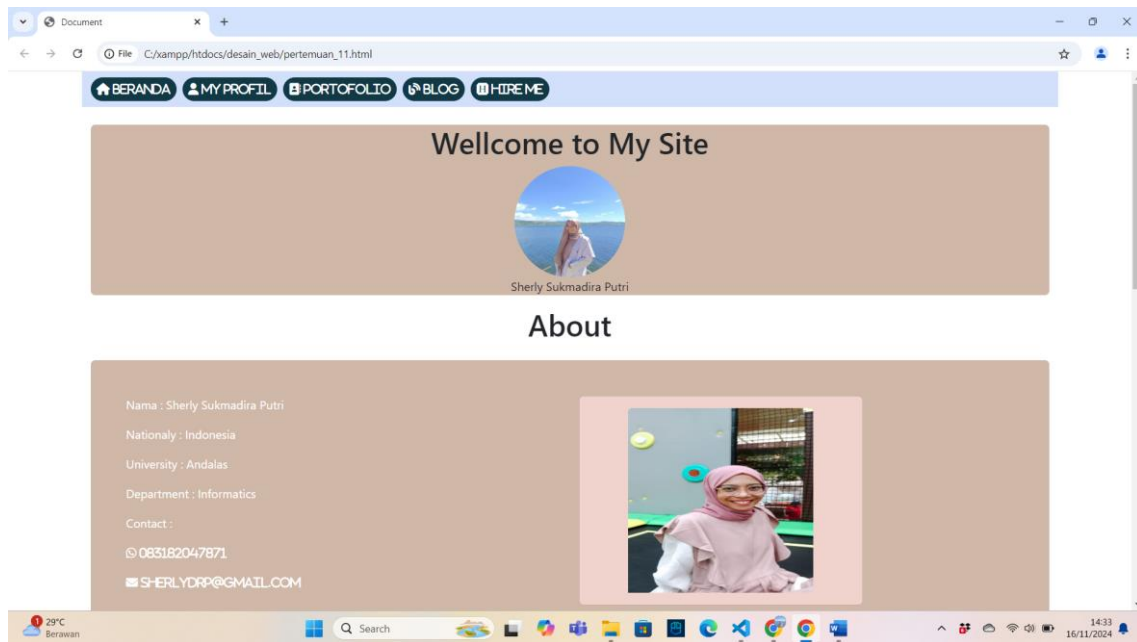 Document
File C:/xampp/htdocs/desain_web/pertemuan_11.html
BERANDA MY PROFIL PORTOFOLIO BLOG HIRE ME
Wellcome to My Site
Sherly Sukmadira Putri
About
Nama : Sherly Sukmadira Putri
Nationaly : Indonesia
University : Andalas
Department : Informatics
Contact :
083182047871
SHERLYDRP@GMAIL.COM
1
29°C
Berawan
Search
14:33
16/11/2024